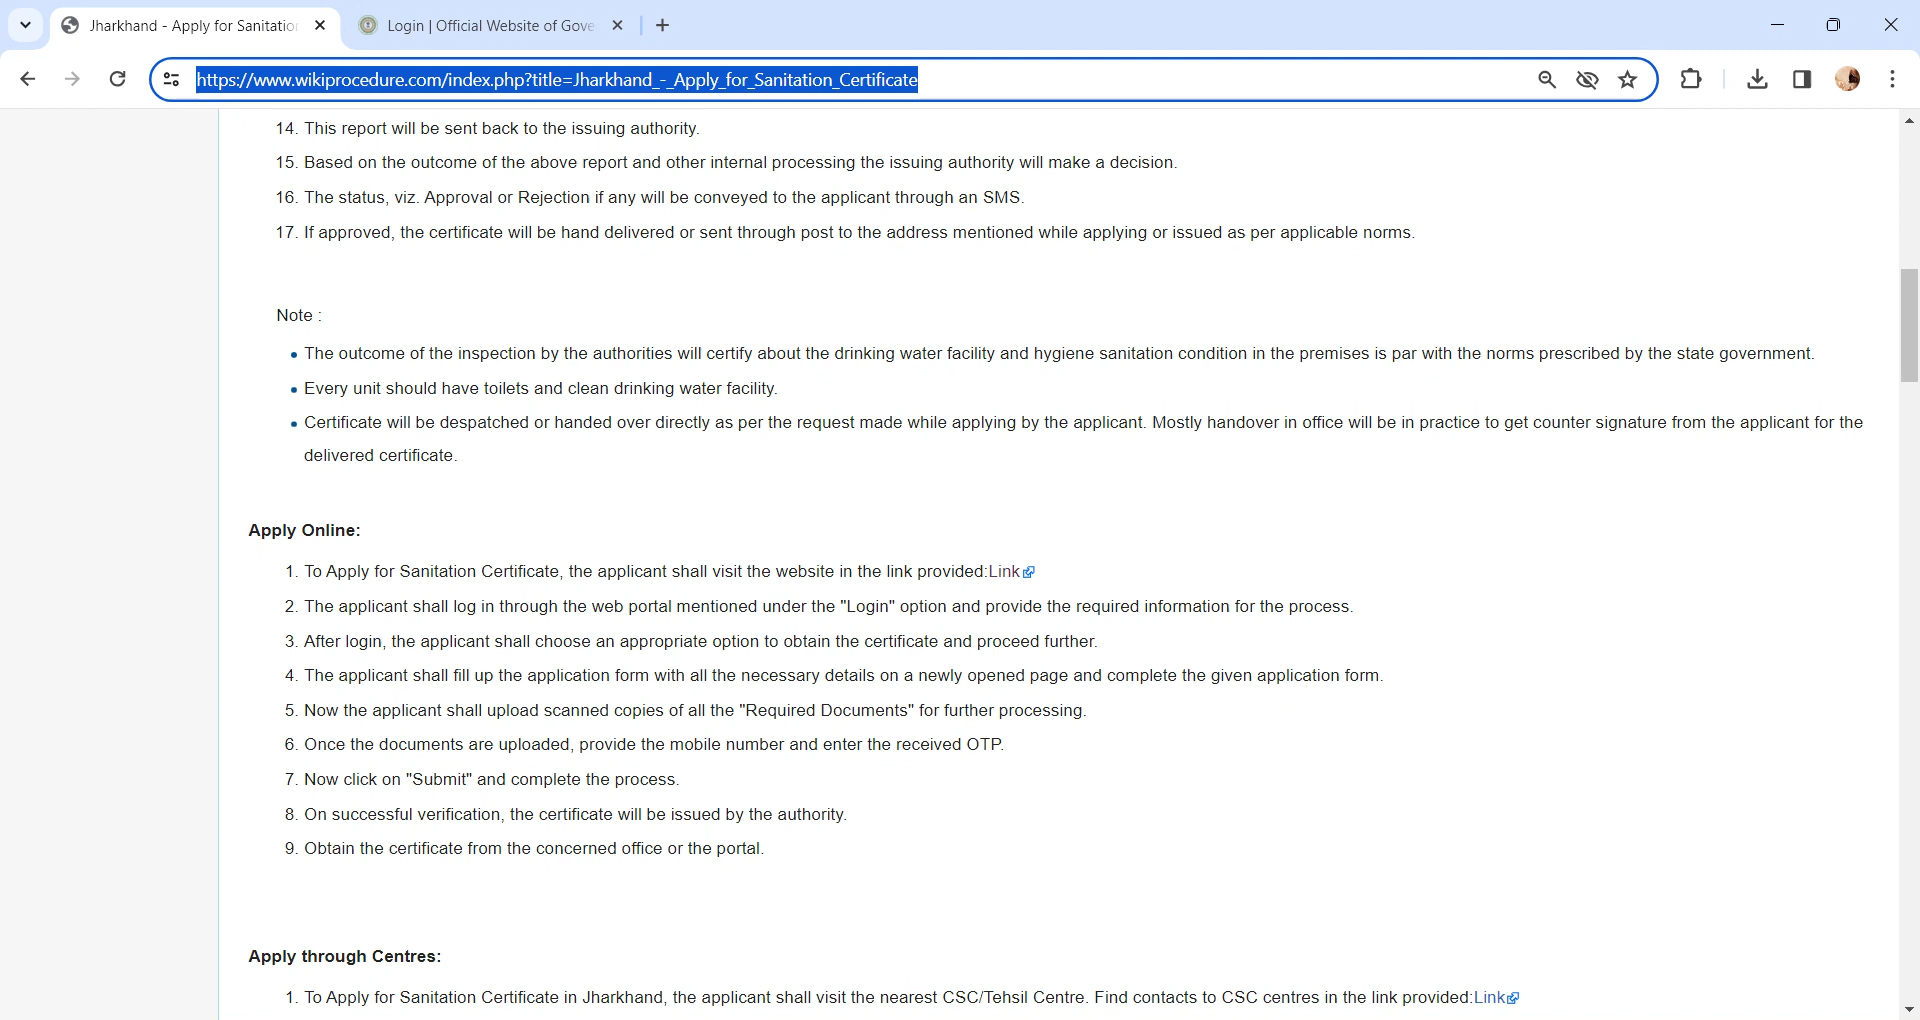 Jharkhand - Apply for Sanitation
Login | Official Website of Gove
https://www.wikiprocedure.com/index.php?title=Jharkhand_-_Apply_for_Sanitation_Certificate
14. This report will be sent back to the issuing authority.
15. Based on the outcome of the above report and other internal processing the issuing authority will make a decision.
16. The status, viz. Approval or Rejection if any will be conveyed to the applicant through an SMS.
17. If approved, the certificate will be hand delivered or sent through post to the address mentioned while applying or issued as per applicable norms.
Note :
The outcome of the inspection by the authorities will certify about the drinking water facility and hygiene sanitation condition in the premises is par with the norms prescribed by the state government.
Every unit should have toilets and clean drinking water facility.
Certificate will be despatched or handed over directly as per the request made while applying by the applicant. Mostly handover in office will be in practice to get counter signature from the applicant for the
delivered certificate.
Apply Online:
1. To Apply for Sanitation Certificate, the applicant shall visit the website in the link provided:Link
2. The applicant shall log in through the web portal mentioned under the "Login" option and provide the required information for the process.
3. After login, the applicant shall choose an appropriate option to obtain the certificate and proceed further.
4. The applicant shall fill up the application form with all the necessary details on a newly opened page and complete the given application form.
5. Now the applicant shall upload scanned copies of all the "Required Documents" for further processing.
6. Once the documents are uploaded, provide the mobile number and enter the received OTP.
7. Now click on "Submit" and complete the process.
8. On successful verification, the certificate will be issued by the authority.
9. Obtain the certificate from the concerned office or the portal.
Apply through Centres:
1. To Apply for Sanitation Certificate in Jharkhand, the applicant shall visit the nearest CSC/Tehsil Centre. Find contacts to CSC centres in the link provided:Link